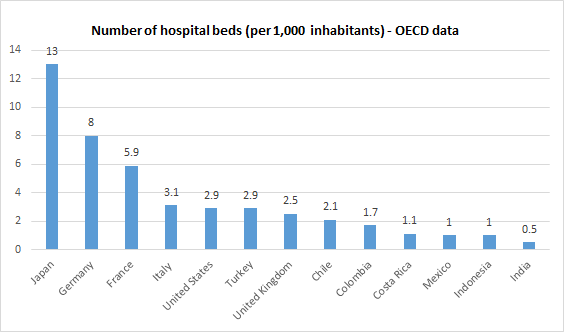 Number of hospital beds (per 1,000 inhabitants) - OECD data
14
12
10
8
6
4
2
0
13
8
5.9
3.1
2.9
2.9
2.5
2.1
1.7
1.1
1
1
0.5
Japan
Germany
France
Italy
United States
Turkey
United Kingdom
Chile
Colombia
Costa Rica
Mexico
Indonesia
India